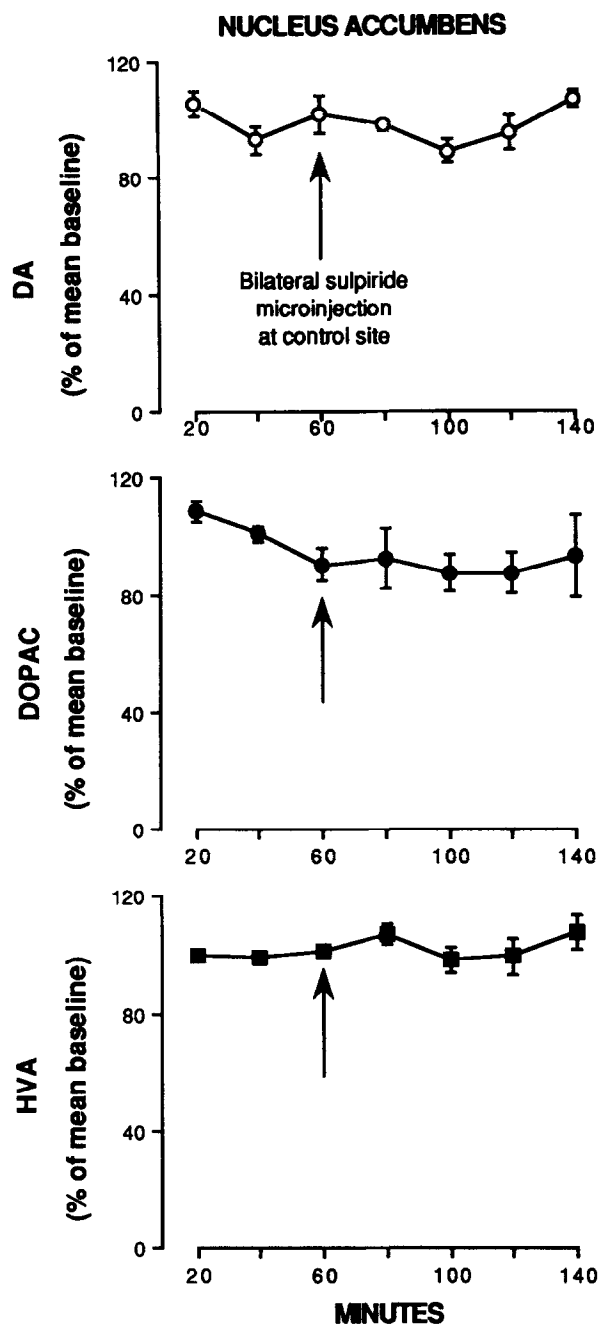 NUCLEUS ACCUMBENS
DA
(% of mean baseline)
120
80
40
0
Bilateral sulpiride
microinjection
at control site
20 60 100 140
DOPAC
(% of mean baseline)
120
80
40
0
20 60 100 140
HVA
(% of mean baseline)
120
80
40
0
20 60 100 140
MINUTES